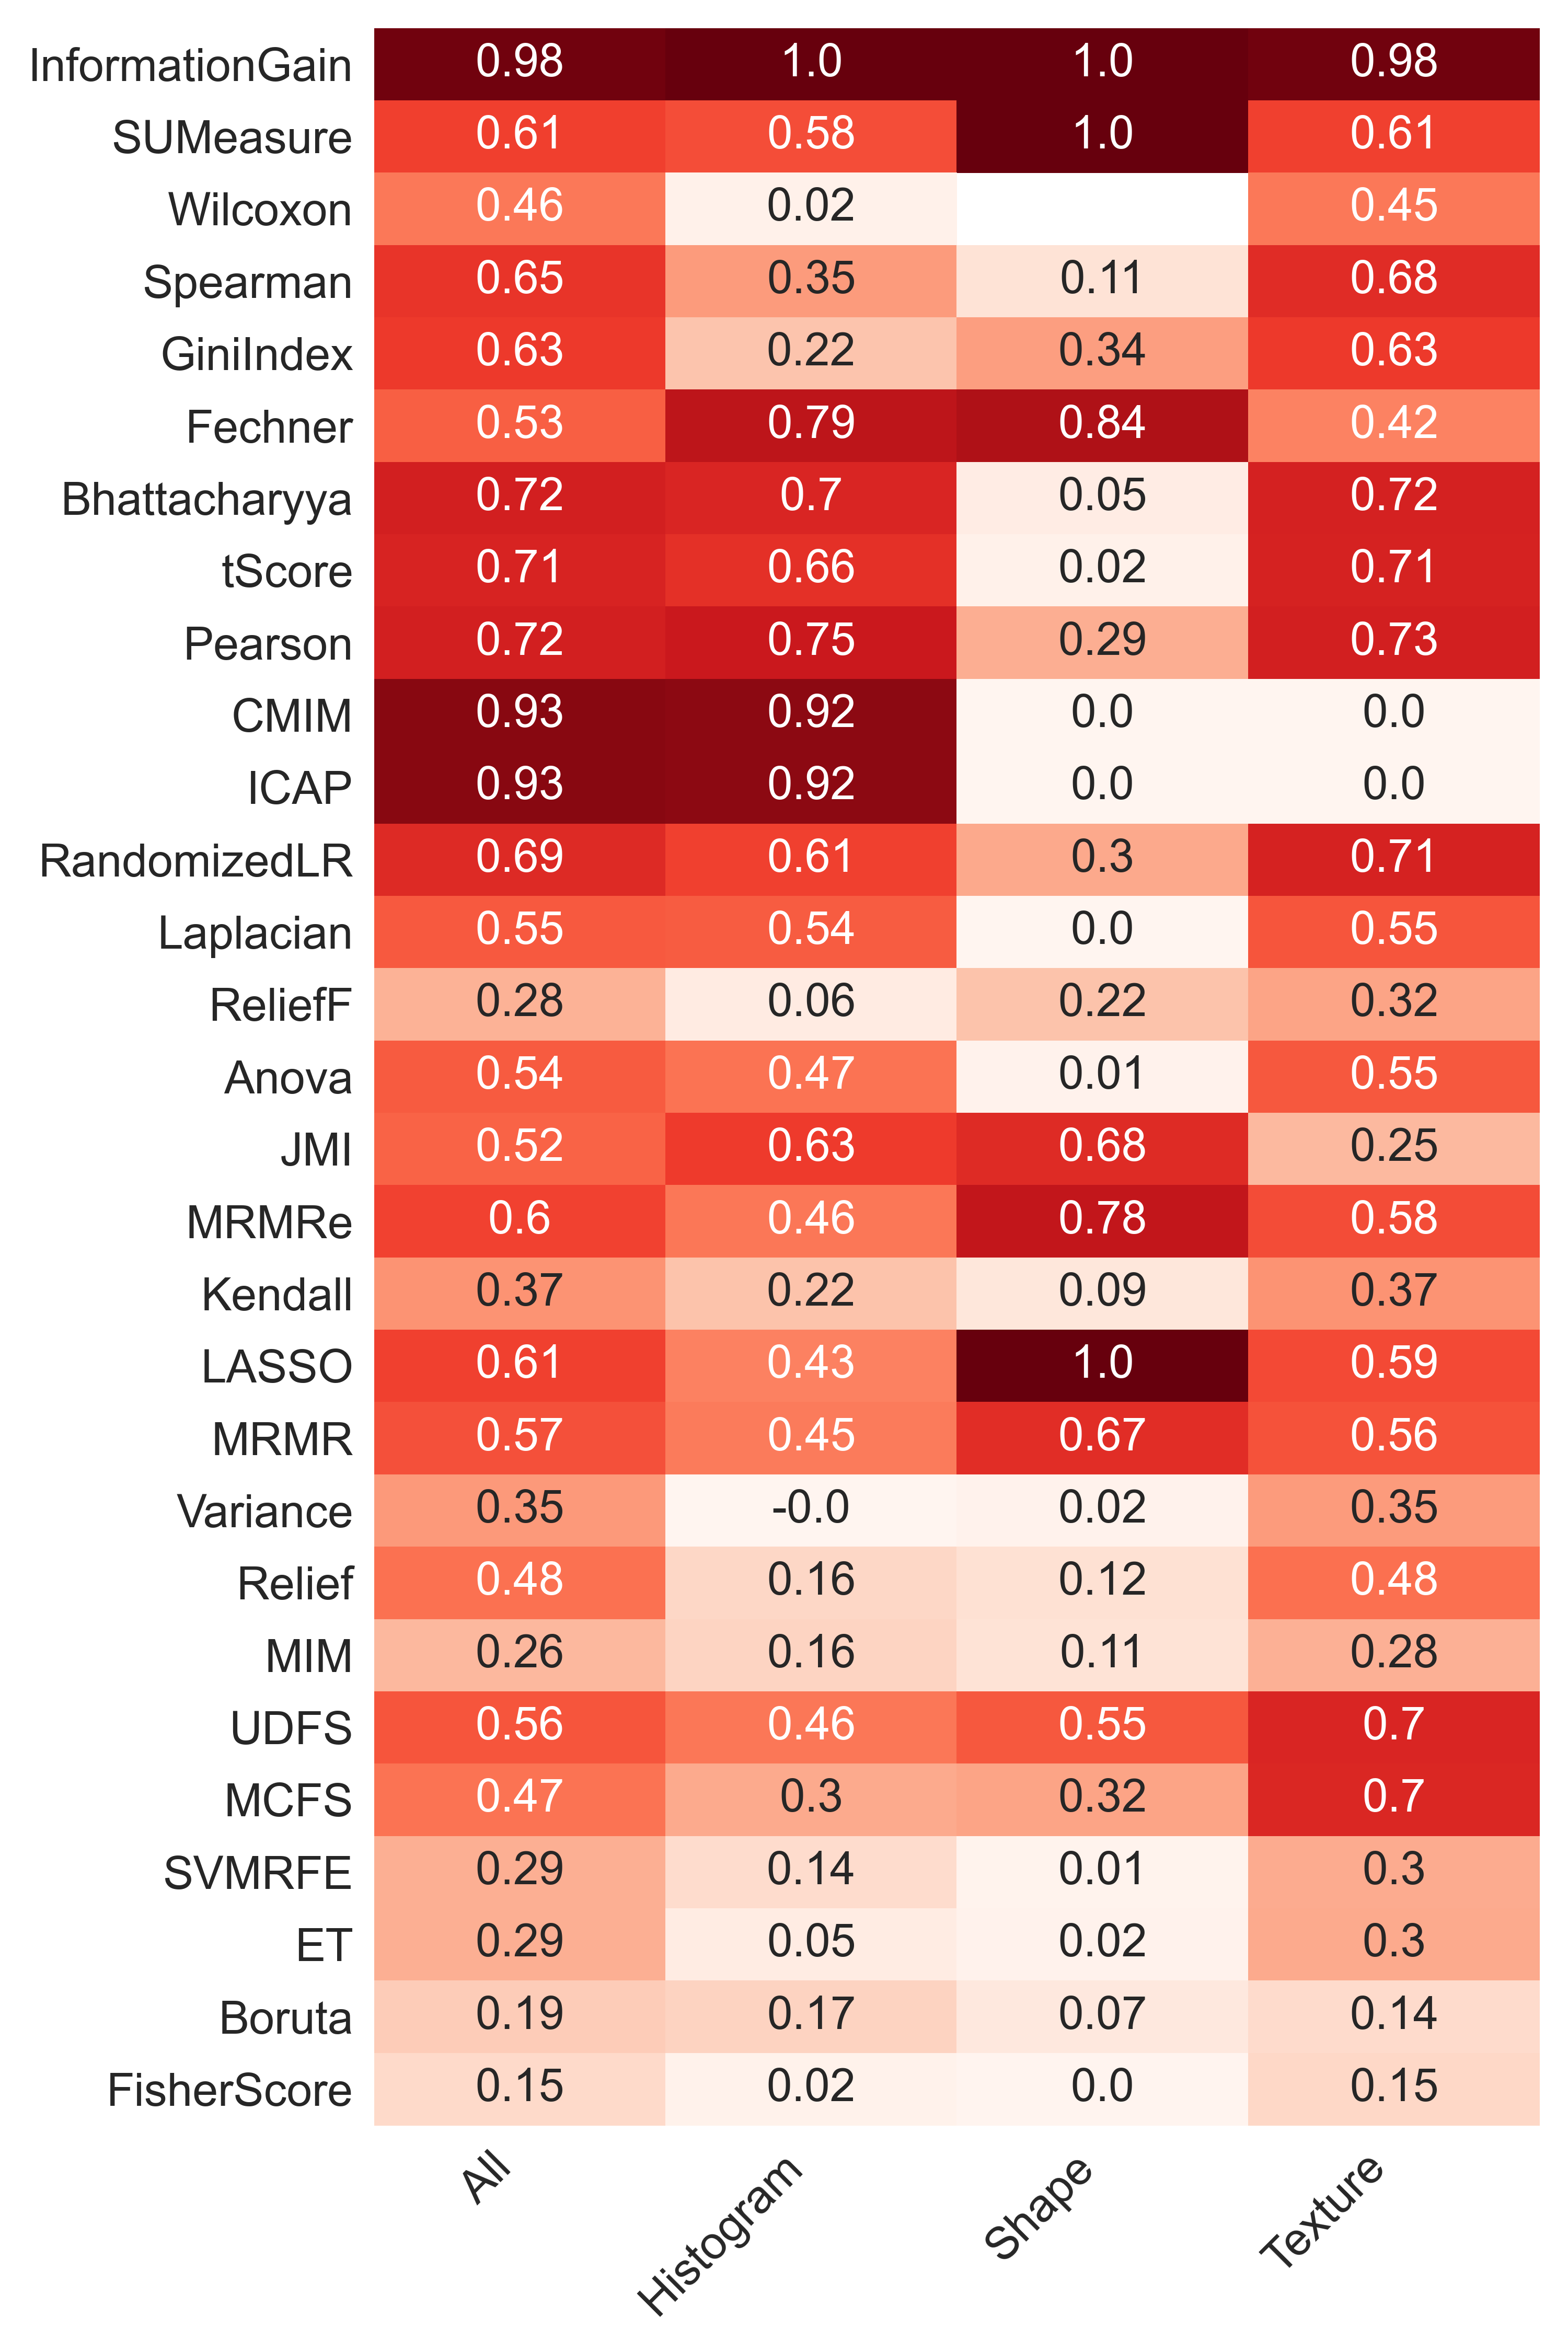 InformationGain 0.98 1.0 1.0 0.98
SUMeasure 0.61 0.58 1.0 0.61
Wilcoxon 0.46 0.02 0.45
Spearman 0.65 0.35 0.11 0.68
GiniIndex 0.63 0.22 0.34 0.63
Fechner 0.53 0.79 0.84 0.42
Bhattacharyya 0.72 0.7 0.05 0.72
tScore 0.71 0.66 0.02 0.71
Pearson 0.72 0.75 0.29 0.73
CMIM 0.93 0.92 0.0 0.0
ICAP 0.93 0.92 0.0 0.0
RandomizedLR 0.69 0.61 0.3 0.71
Laplacian 0.55 0.54 0.0 0.55
ReliefF 0.28 0.06 0.22 0.32
Anova 0.54 0.47 0.01 0.55
JMI 0.52 0.63 0.68 0.25
MRMRe 0.6 0.46 0.78 0.58
Kendall 0.37 0.22 0.09 0.37
LASSO 0.61 0.43 1.0 0.59
MRMR 0.57 0.45 0.67 0.56
Variance 0.35 -0.0 0.02 0.35
Relief 0.48 0.16 0.12 0.48
MIM 0.26 0.16 0.11 0.28
UDFS 0.56 0.46 0.55 0.7
MCFS 0.47 0.3 0.32 0.7
SVMRFE 0.29 0.14 0.01 0.3
ET 0.29 0.05 0.02 0.3
Boruta 0.19 0.17 0.07 0.14
FisherScore 0.15 0.02 0.0 0.15
All Histogram Shape Texture